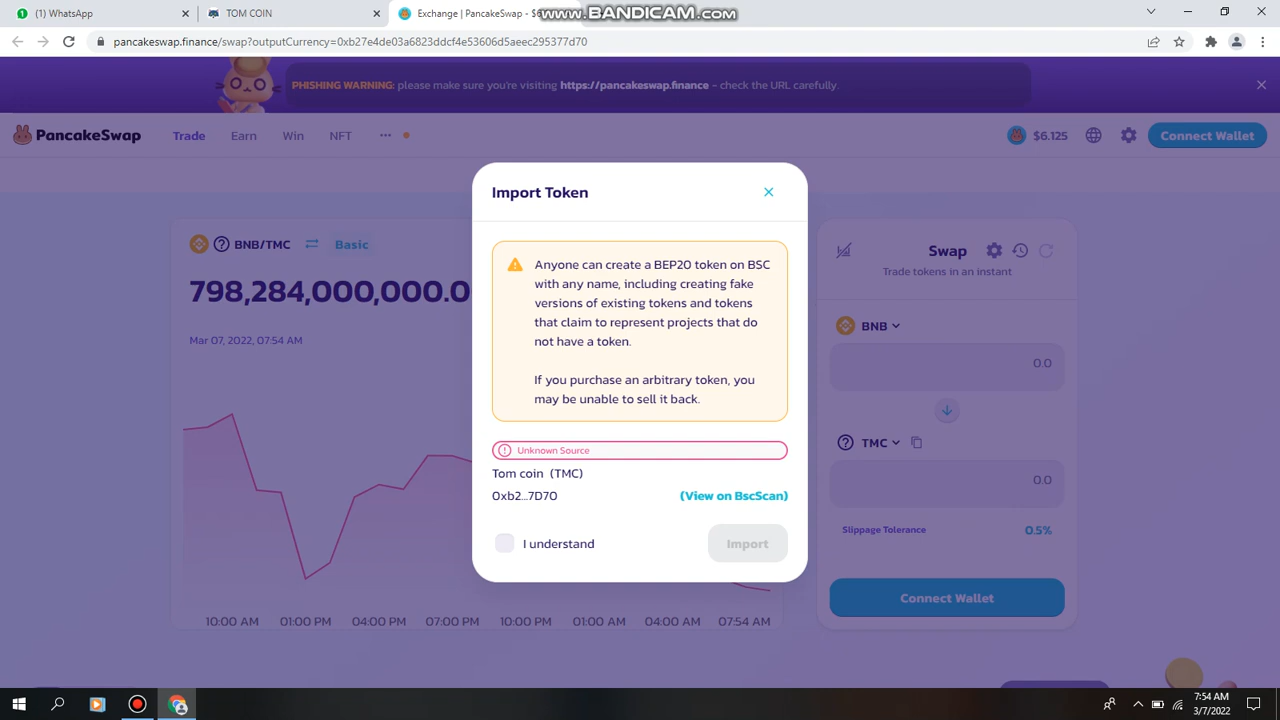 (1) WhatsApp
TOM COIN
Exchange | PancakeSwap - $6
www.BANDICAM.com
pancakeswap.finance/swap?outputCurrency=0xb27e4de03a6823ddcf4e53606d5aeec295377d70
PHISHING WARNING: please make sure you're visiting https://pancakeswap.finance - check the URL carefully.
PancakeSwap
Trade
Earn
Win
NFT
$6.125
Connect Wallet
Import Token
BNB/TMC
Basic
798,284,000,000.0
Mar 07, 2022, 07:54 AM
Anyone can create a BEP20 token on BSC
with any name, including creating fake
versions of existing tokens and tokens
that claim to represent projects that do
not have a token.
If you purchase an arbitrary token, you
may be unable to sell it back.
Unknown Source
Tom coin (TMC)
0xb2...7D70
(View on BscScan)
I understand
Import
Swap
Trade tokens in an instant
BNB
0.0
TMC
0.0
Slippage Tolerance
0.5%
Connect Wallet
10:00 AM
01:00 PM
04:00 PM
07:00 PM
10:00 PM
01:00 AM
04:00 AM
07:54 AM
7:54 AM
3/7/2022